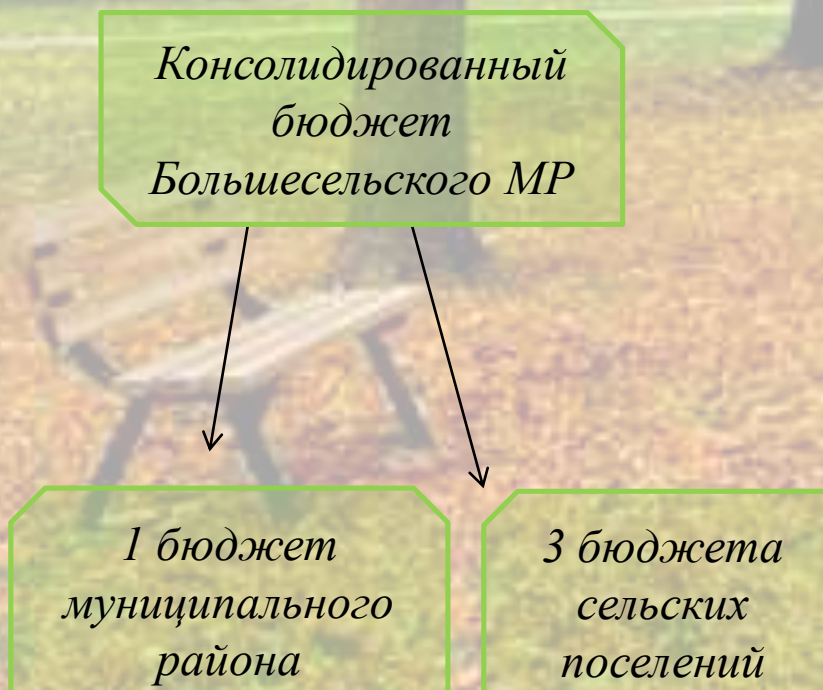 Консолидированный
бюджет
Большесельского МР
1 бюджет
муниципального
района
3 бюджета
сельских
поселений